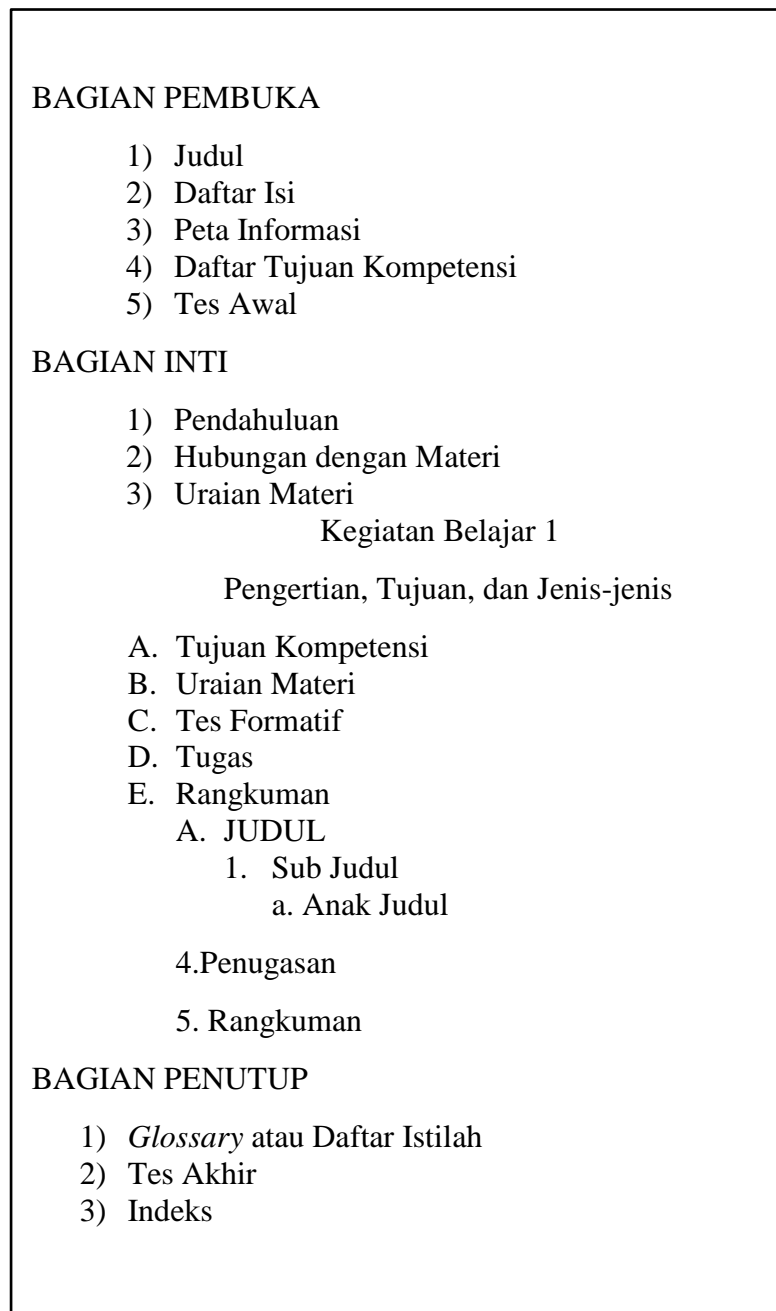 BAGIAN PEMBUKA
1) Judul
2) Daftar Isi
3) Peta Informasi
4) Daftar Tujuan Kompetensi
5) Tes Awal
BAGIAN INTI
1) Pendahuluan
2) Hubungan dengan Materi
3) Uraian Materi
Kegiatan Belajar 1
Pengertian, Tujuan, dan Jenis-jenis
A. Tujuan Kompetensi
B. Uraian Materi
C. Tes Formatif
D. Tugas
E. Rangkuman
A. JUDUL
1. Sub Judul
a. Anak Judul
4.Penugasan
5. Rangkuman
BAGIAN PENUTUP
1) Glossary atau Daftar Istilah
2) Tes Akhir
3) Indeks